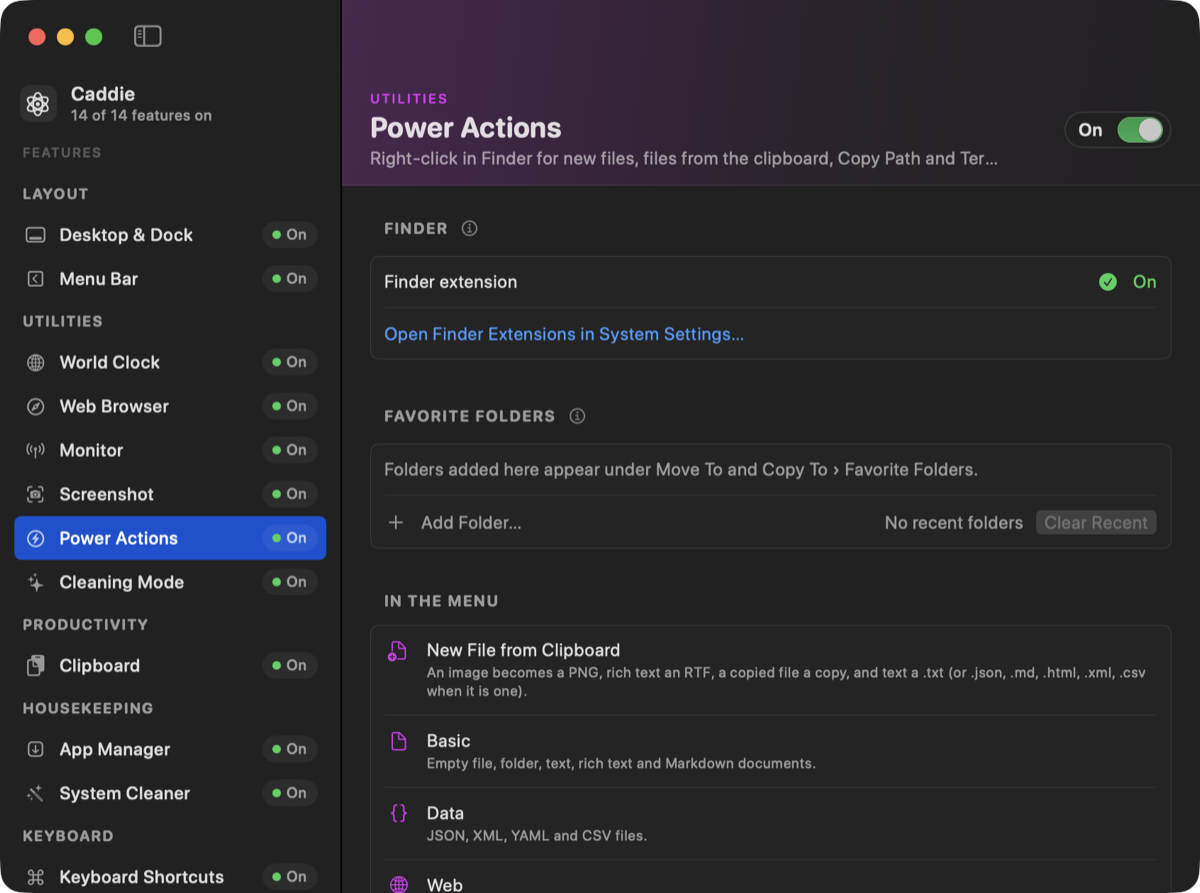 Caddie
14 of 14 features on
FEATURES
LAYOUT
Desktop & Dock On
Menu Bar On
UTILITIES
World Clock On
Web Browser On
Monitor On
Screenshot On
Power Actions On
Cleaning Mode On
PRODUCTIVITY
Clipboard On
HOUSEKEEPING
App Manager On
System Cleaner On
KEYBOARD
Keyboard Shortcuts On
UTILITIES
Power Actions
Right-click in Finder for new files, files from the clipboard, Copy Path and Ter...
On
FINDER
Finder extension On
Open Finder Extensions in System Settings...
FAVORITE FOLDERS
Folders added here appear under Move To and Copy To › Favorite Folders.
Add Folder... No recent folders Clear Recent
IN THE MENU
New File from Clipboard
An image becomes a PNG, rich text an RTF, a copied file a copy, and text a .txt (or .json, .md, .html, .xml, .csv
when it is one).
Basic
Empty file, folder, text, rich text and Markdown documents.
Data
JSON, XML, YAML and CSV files.
Web